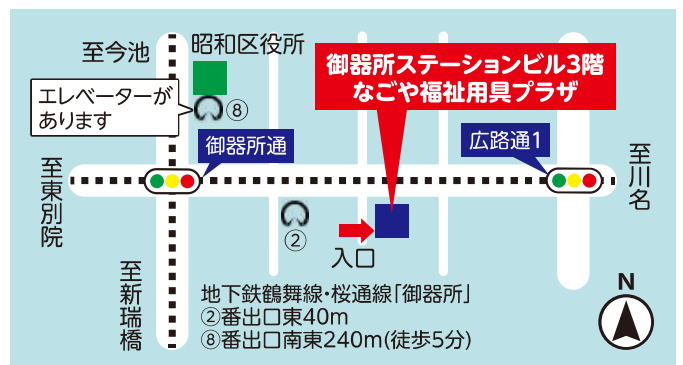 至今池
昭和区役所
御器所ステーションビル3階
なごや福祉用具プラザ
エレベーターが
あります
⑧
御器所通
広路通1
至東別院
至川名
②
入口
至新瑞橋
地下鉄鶴舞線・桜通線「御器所」
②番出口東40m
⑧番出口南東240m(徒歩5分)
N